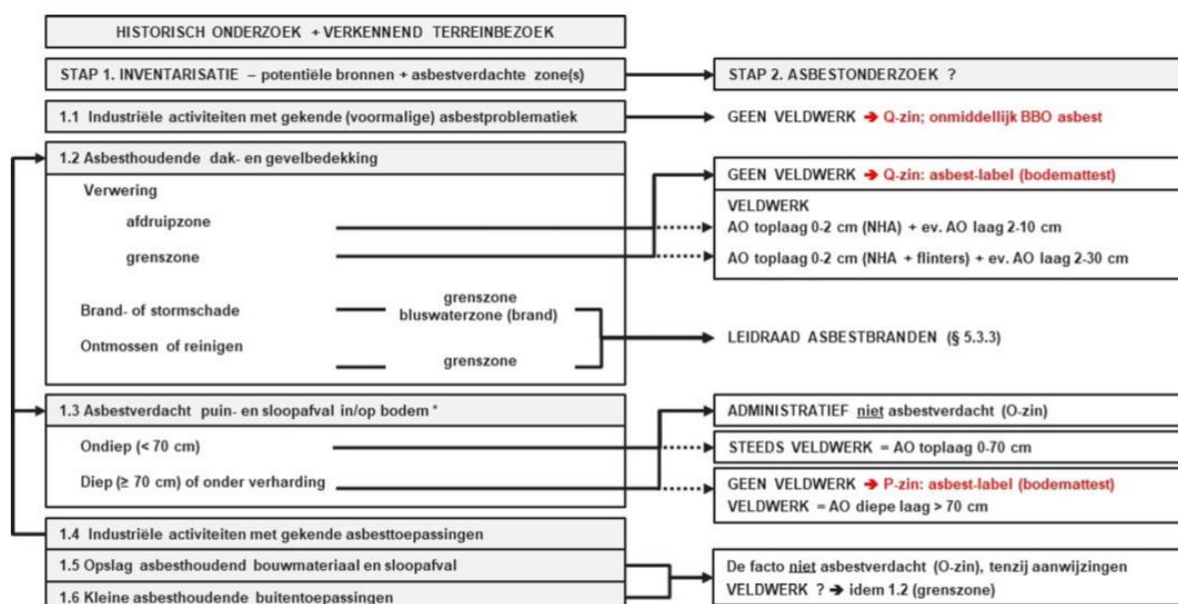 HISTORISCH ONDERZOEK + VERKENNEND TERREINBEZOEK
STAP 1. INVENTARISATIE – potentiële bronnen + asbestverdachte zone(s)
STAP 2. ASBESTONDERZOEK ?
1.1 Industriële activiteiten met gekende (voormalige) asbestproblematiek
GEEN VELDWERK ➔ Q-zin; onmiddellijk BBO asbest
1.2 Asbesthoudende dak- en gevelbedekking
Verwering
afdruipzone
grenszone
GEEN VELDWERK ➔ Q-zin: asbest-label (bodemattest)
VELDWERK
AO toplaag 0-2 cm (NHA) + ev. AO laag 2-10 cm
AO toplaag 0-2 cm (NHA + flinters) + ev. AO laag 2-30 cm
Brand- of stormschade
grenszone
bluswaterzone (brand)
Ontmossen of reinigen
grenszone
LEIDRAAD ASBESTBRANDEN (§ 5.3.3)
1.3 Asbestverdacht puin- en sloopafval in/op bodem *
Ondiep (< 70 cm)
Diep (≥ 70 cm) of onder verharding
ADMINISTRATIEF niet asbestverdacht (O-zin)
STEEDS VELDWERK = AO toplaag 0-70 cm
GEEN VELDWERK ➔ P-zin: asbest-label (bodemattest)
VELDWERK = AO diepe laag > 70 cm
1.4 Industriële activiteiten met gekende asbesttoepassingen
1.5 Opslag asbesthoudend bouwmateriaal en sloopafval
1.6 Kleine asbesthoudende buitentoepassingen
De facto niet asbestverdacht (O-zin), tenzij aanwijzingen
VELDWERK ? ➔ idem 1.2 (grenszone)